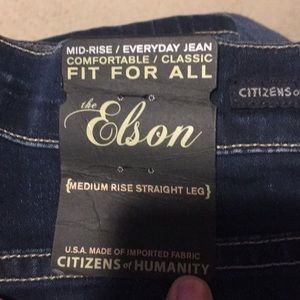 MID-RISE / EVERYDAY JEAN
COMFORTABLE / CLASSIC
FIT FOR ALL
the Elson
{MEDIUM RISE STRAIGHT LEG}
U.S.A. MADE OF IMPORTED FABRIC
CITIZENS of HUMANITY
CITIZENS of